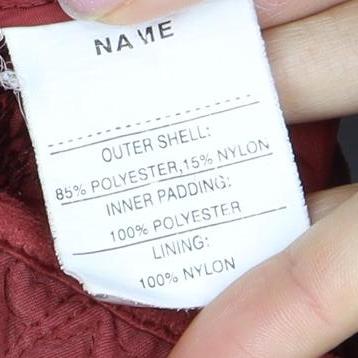 NAME
OUTER SHELL:
85% POLYESTER,15% NYLON
INNER PADDING:
100% POLYESTER
LINING:
100% NYLON